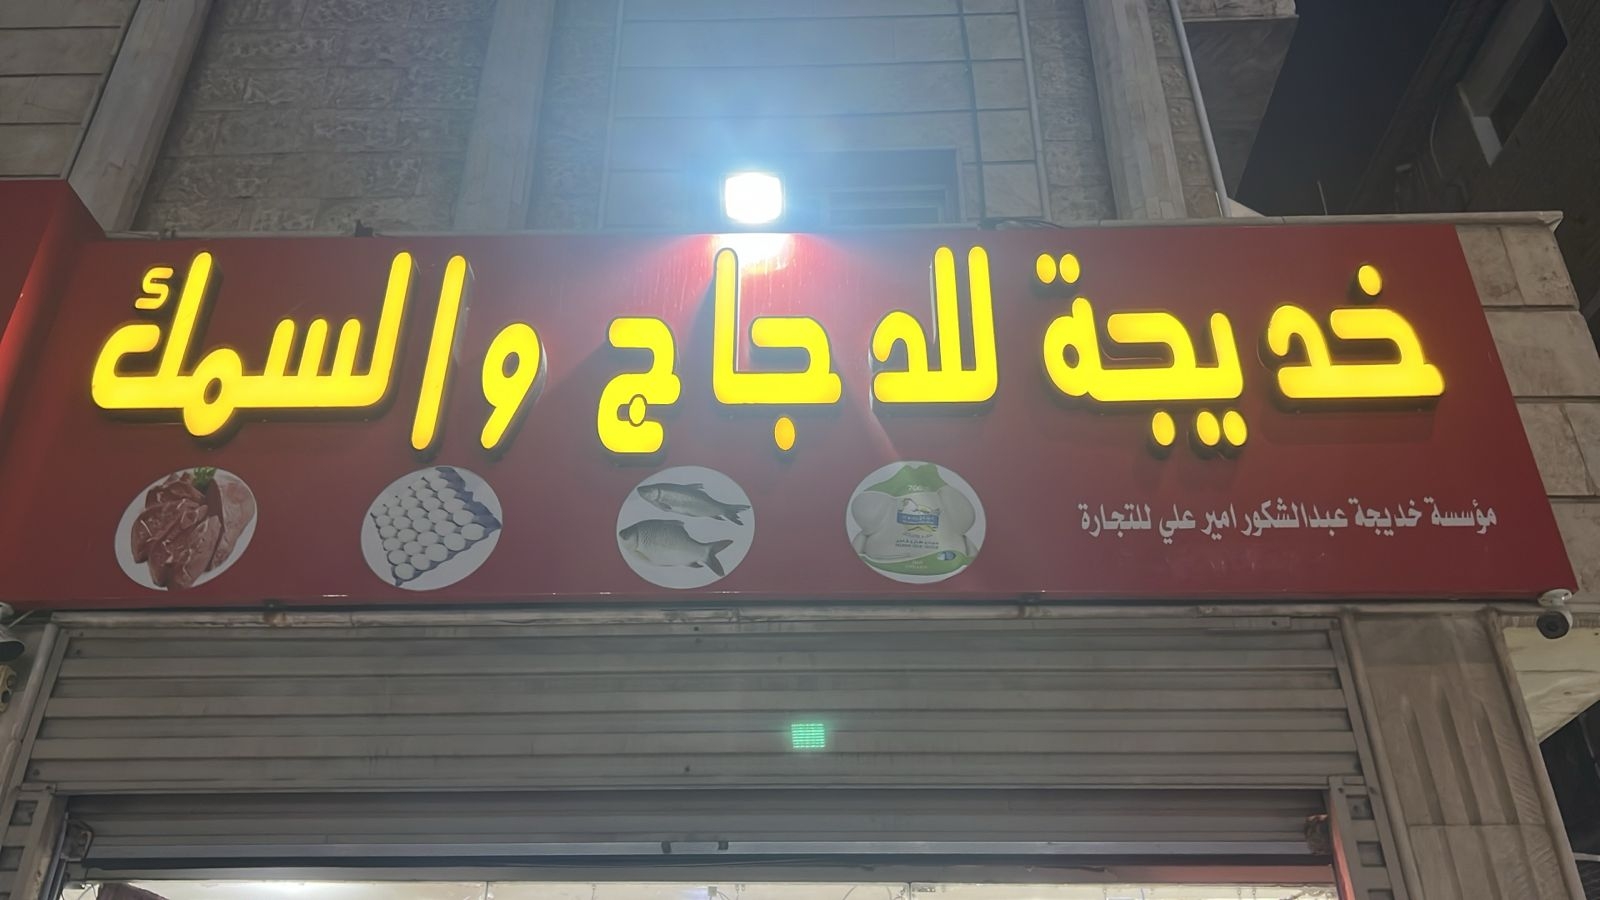 خديجة للدجاج والسمك
مؤسسة خديجة عبدالشكور امير علي للتجارة